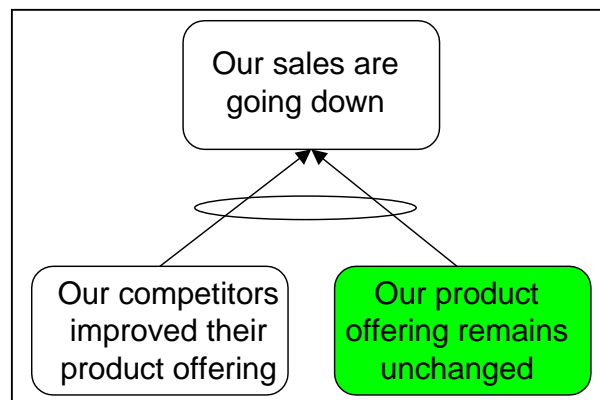 Our sales are
going down
Our competitors
improved their
product offering
Our product
offering remains
unchanged